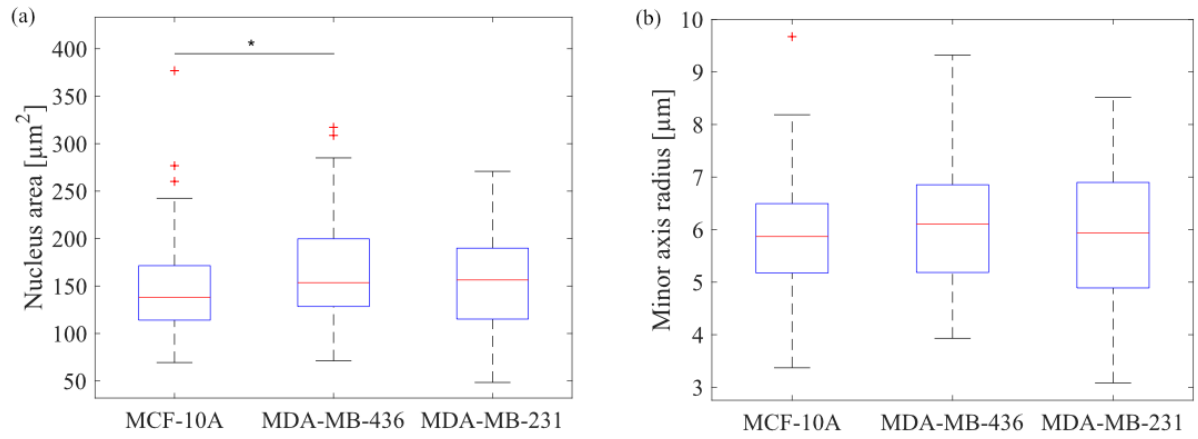 (a)
Nucleus area [µm²]
400
350
300
250
200
150
100
50
*
MCF-10A MDA-MB-436 MDA-MB-231
(b)
Minor axis radius [µm]
10
9
8
7
6
5
4
3
MCF-10A MDA-MB-436 MDA-MB-231